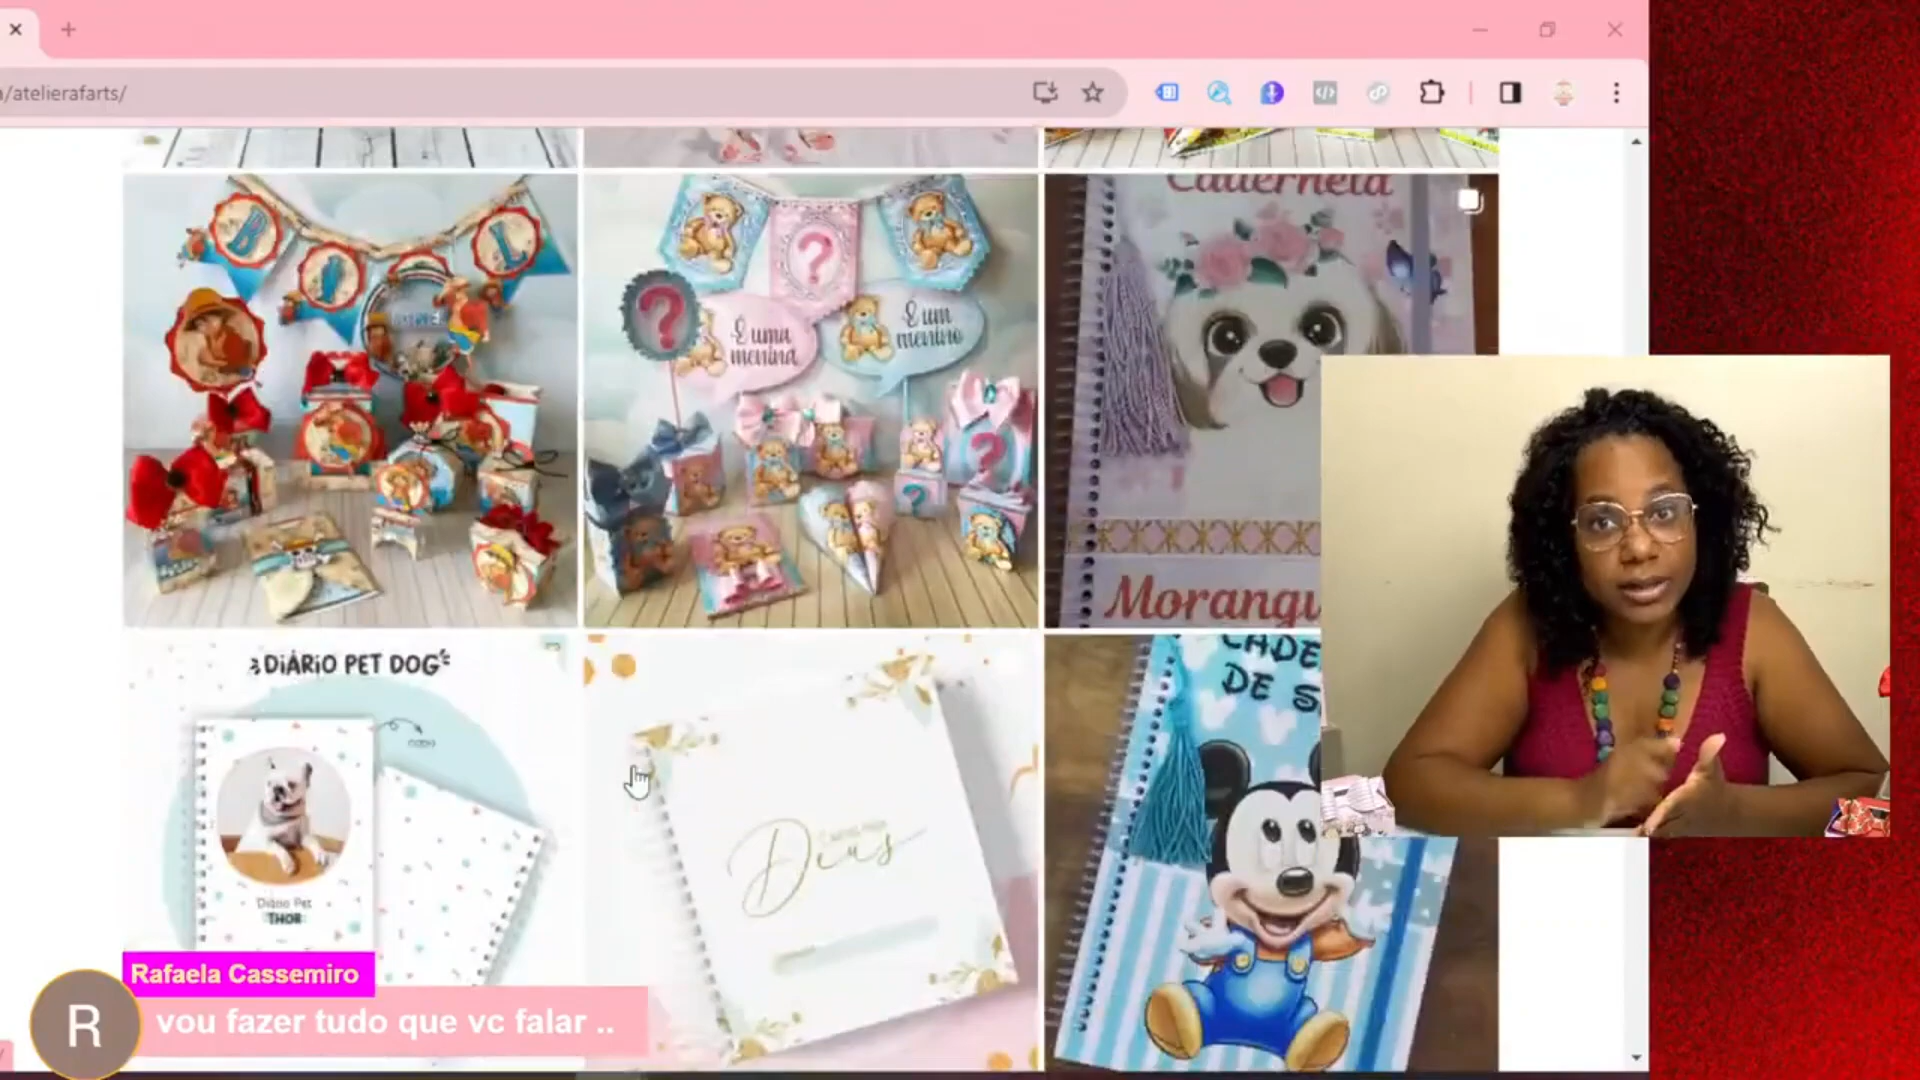 /atelierafarts/
Caderneta
B
L
?
?
É uma
menina
É um
menino
?
?
Morangu
DIÁRIO PET DOG
CADE
DE S
Diário Pet
THOR
Deus
Rafaela Cassemiro
R
vou fazer tudo que vc falar ..